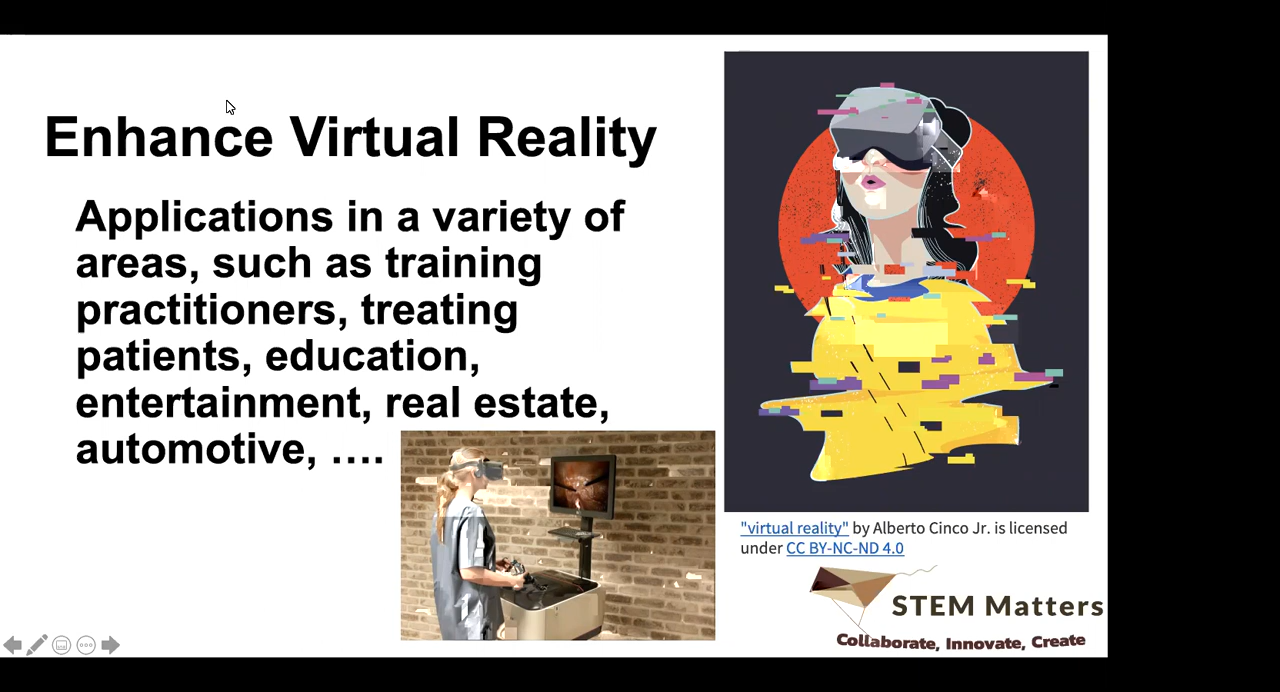 Enhance Virtual Reality
Applications in a variety of
areas, such as training
practitioners, treating
patients, education,
entertainment, real estate,
automotive, ….
"virtual reality" by Alberto Cinco Jr. is licensed
under CC BY-NC-ND 4.0
STEM Matters
Collaborate, Innovate, Create